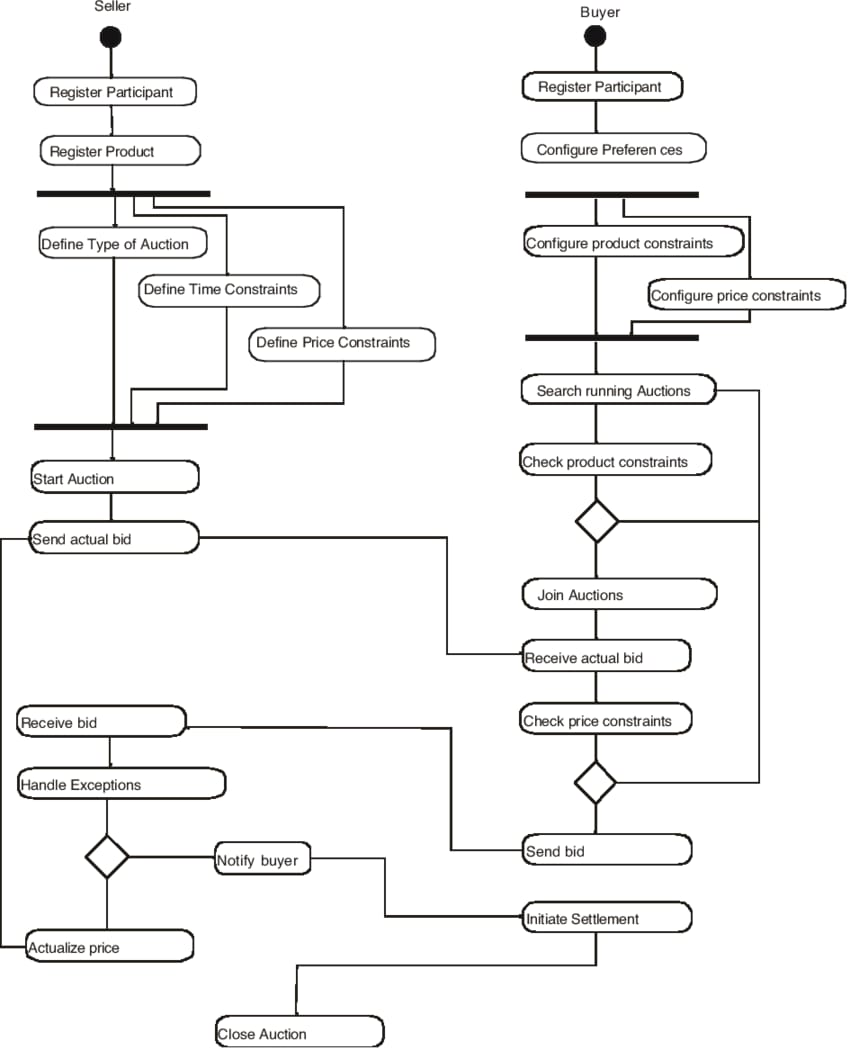 Seller
Register Participant
Register Product
Define Type of Auction
Define Time Constraints
Define Price Constraints
Start Auction
Send actual bid
Receive bid
Handle Exceptions
Notify buyer
Actualize price
Close Auction
Buyer
Register Participant
Configure Preferen ces
Configure product constraints
Configure price constraints
Search running Auctions
Check product constraints
Join Auctions
Receive actual bid
Check price constraints
Send bid
Initiate Settlement